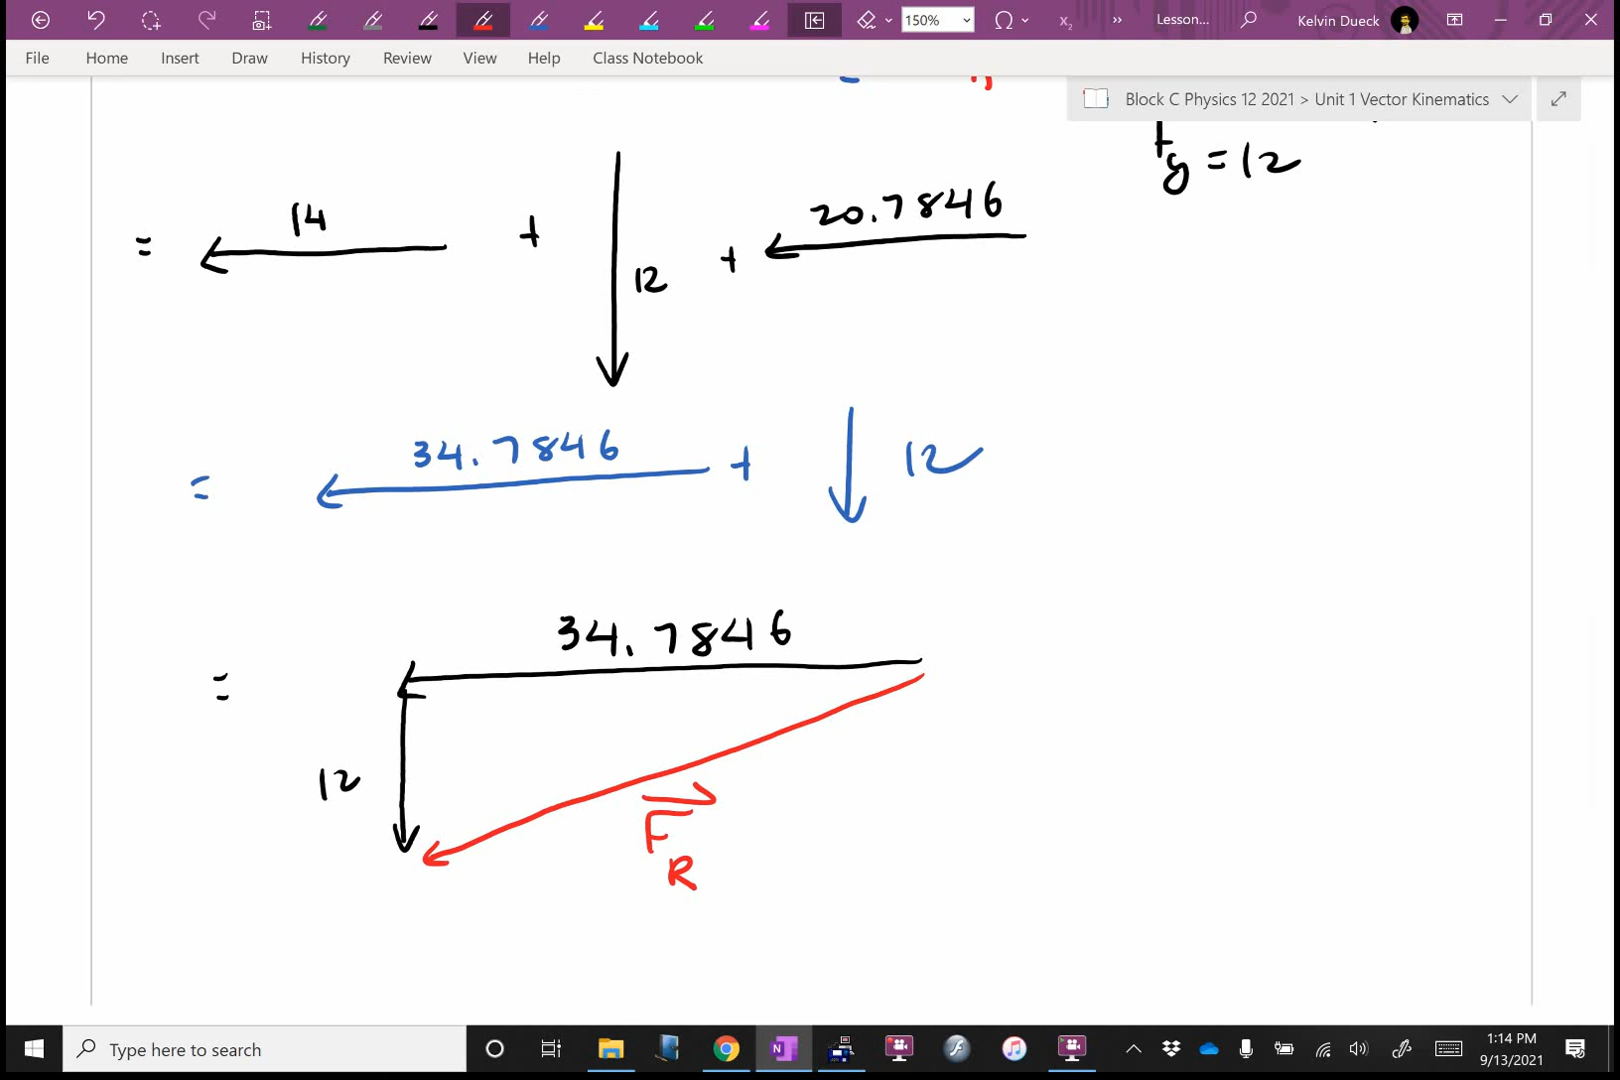 150%
Ω
x₂
»
Lesson...
Kelvin Dueck
File Home Insert Draw History Review View Help Class Notebook
Block C Physics 12 2021 > Unit 1 Vector Kinematics
y = 12
= 14 + 12 + 20.7846
= 34.7846 + 12
34.7846
=
12
F
R
Type here to search
N
1:14 PM
9/13/2021